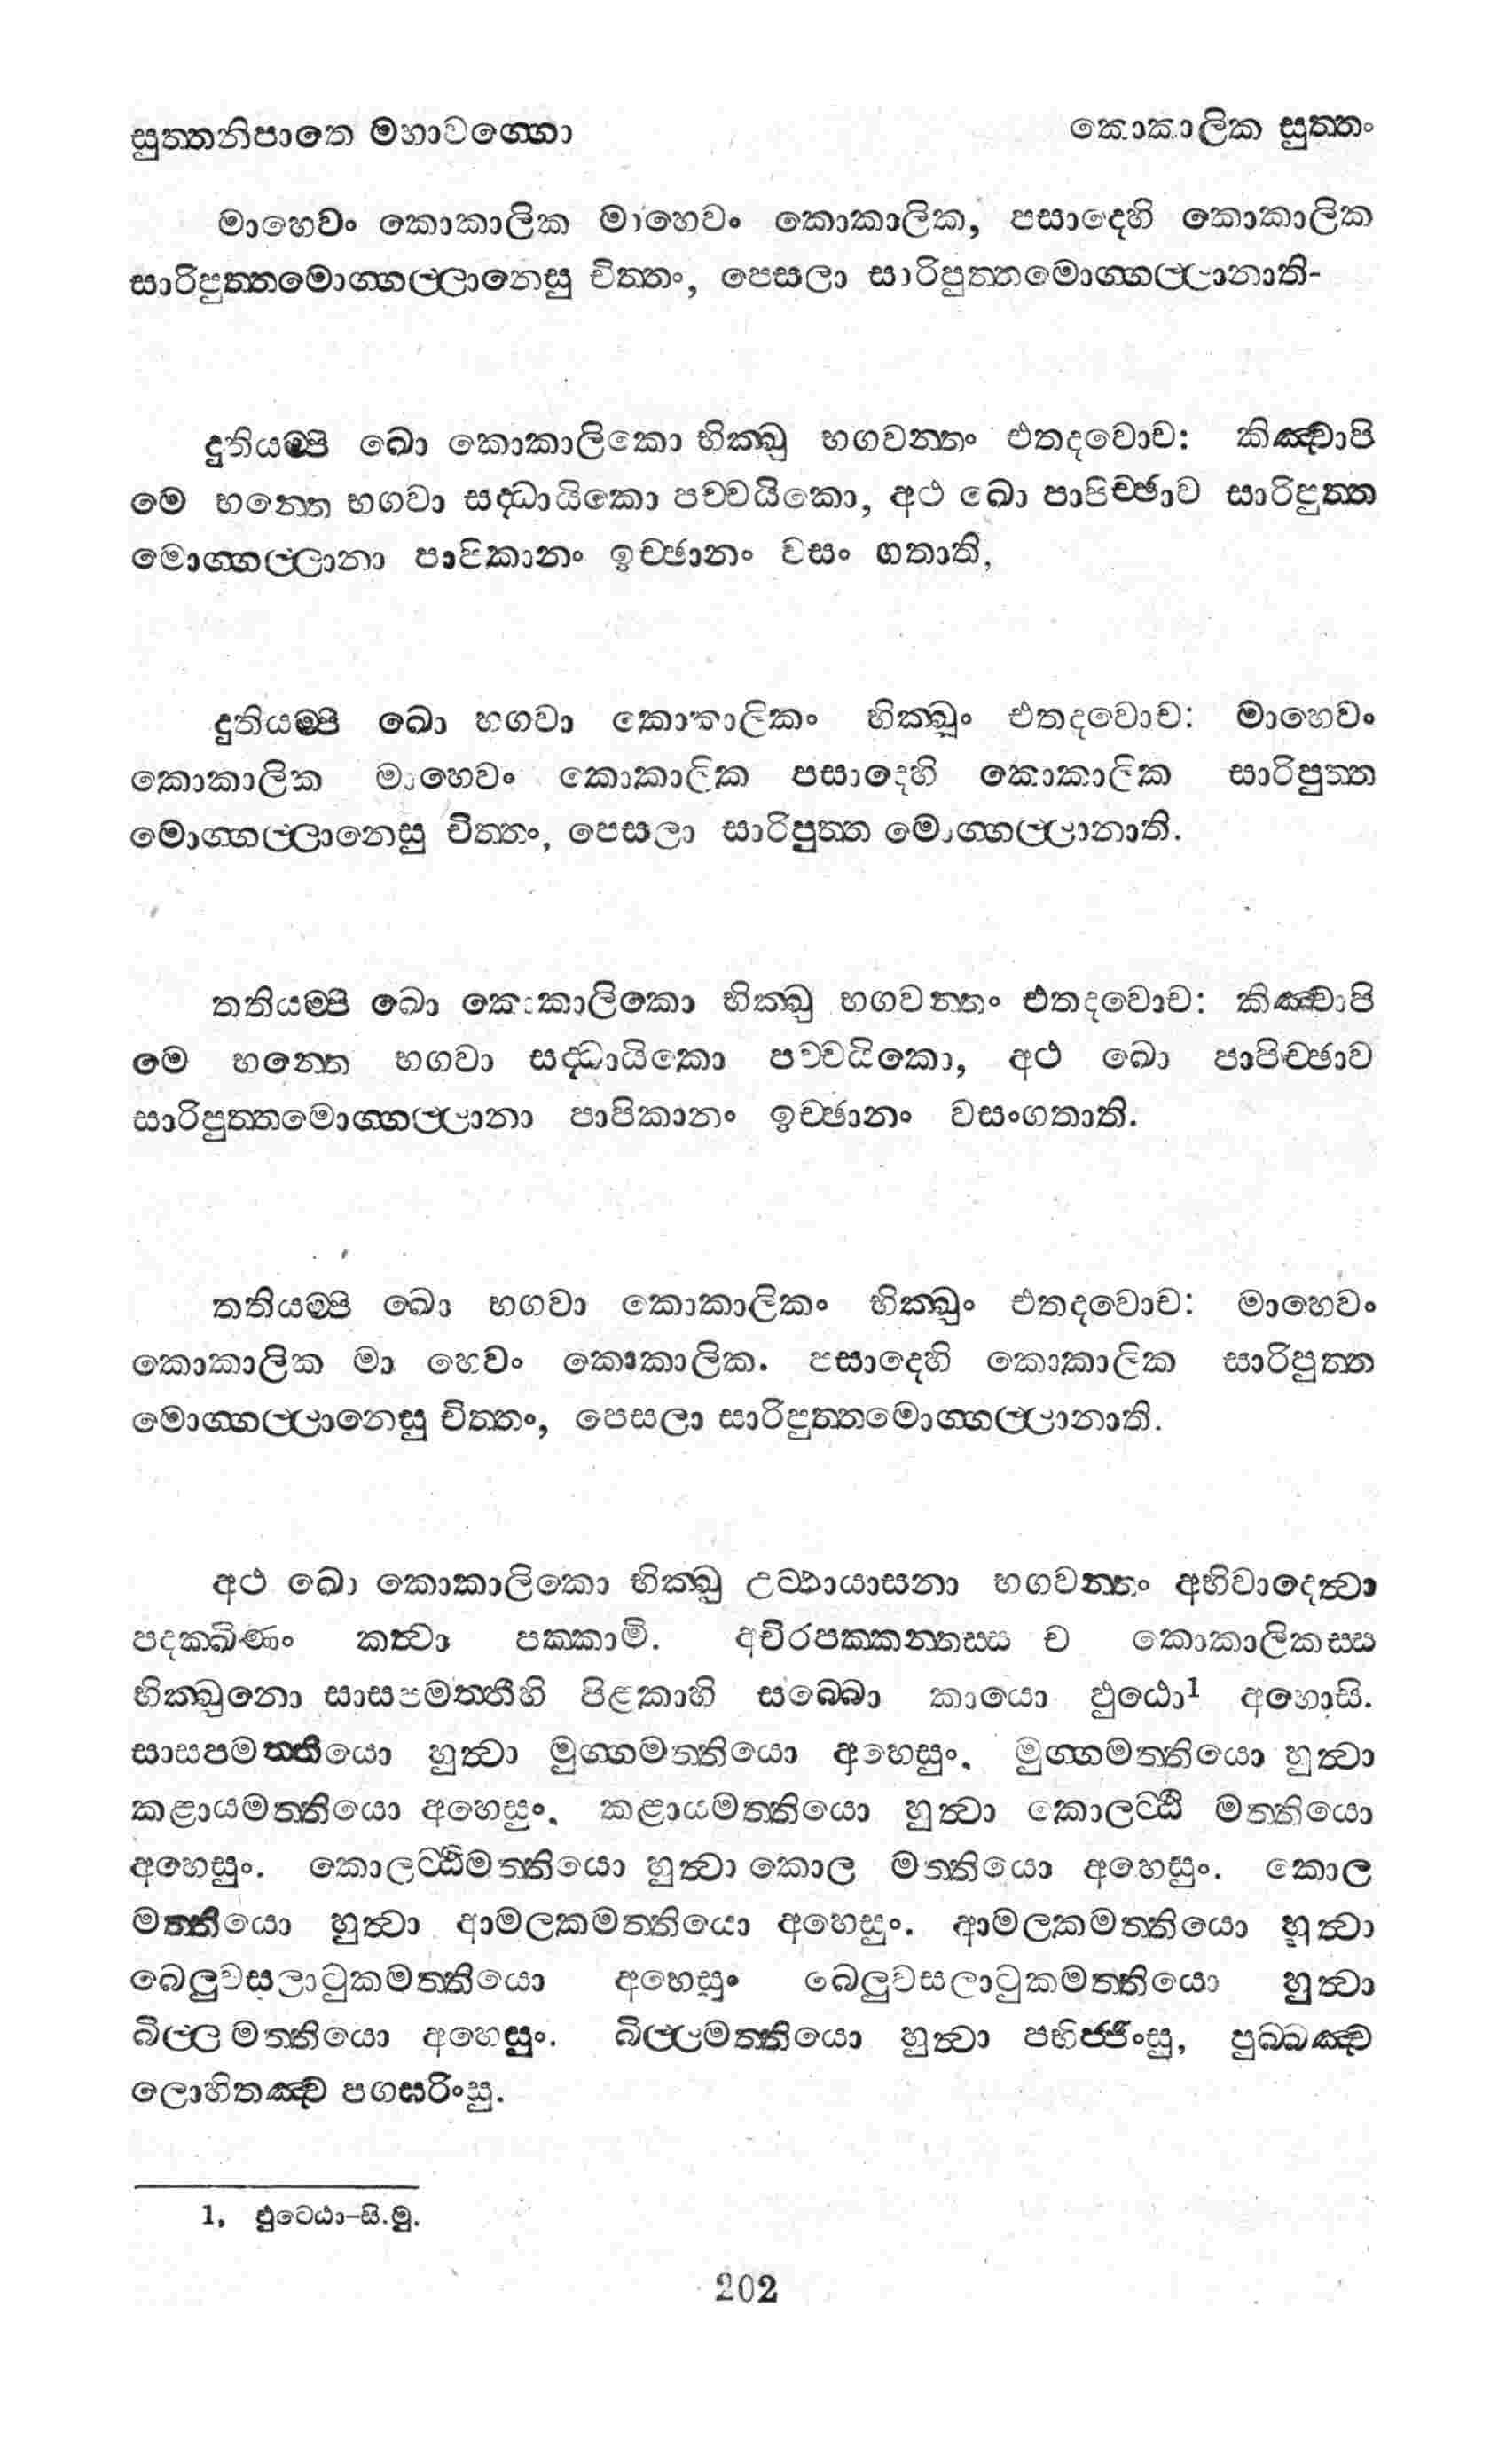 සුත්තනිපාතෙ මහාවග්ගො
කොකාලික සුත්තං
මාහෙවං කොකාලික මාහෙවං කොකාලික, පසාදෙහි කොකාලික
සාරිපුත්තමොග්ගල්ලානෙසු චිත්තං, පෙසලා සාරිපුත්තමොග්ගල්ලානාති-
දුතියම්පි ඛො කොකාලිකො භික්ඛු භගවන්තං එතදවොච: කිඤ්චාපි
මෙ භන්තෙ භගවා සද්ධායිකො පච්චයිකො, අථ ඛො පාපිච්ඡාව සාරිපුත්ත
මොග්ගල්ලානා පාපිකානං ඉච්ඡානං වසං ගතාති,
දුතියම්පි ඛො භගවා කොකාලිකං භික්ඛුං එතදවොච: මාහෙවං
කොකාලික මාහෙවං කොකාලික පසාදෙහි කොකාලික සාරිපුත්ත
මොග්ගල්ලානෙසු චිත්තං, පෙසලා සාරිපුත්ත මොග්ගල්ලානාති.
තතියම්පි ඛො කොකාලිකො භික්ඛු භගවන්තං එතදවොච: කිඤ්චාපි
මෙ භන්තෙ භගවා සද්ධායිකො පච්චයිකො, අථ ඛො පාපිච්ඡාව
සාරිපුත්තමොග්ගල්ලානා පාපිකානං ඉච්ඡානං වසංගතාති.
තතියම්පි ඛො භගවා කොකාලිකං භික්ඛුං එතදවොච: මාහෙවං
කොකාලික මා හෙවං කොකාලික. පසාදෙහි කොකාලික සාරිපුත්ත
මොග්ගල්ලානෙසු චිත්තං, පෙසලා සාරිපුත්තමොග්ගල්ලානාති.
අථ ඛො කොකාලිකො භික්ඛු උට්ඨායාසනා භගවන්තං අභිවාදෙත්වා
පදක්ඛිණං කත්වා පක්කාමි. අචිරපක්කන්තස්ස ච කොකාලිකස්ස
භික්ඛුනො සාසපමත්තීහි පිළකාහි සබ්බො කායො ඵුඨො1 අහොසි.
සාසපමත්තියො හුත්වා මුග්ගමත්තියො අහෙසුං, මුග්ගමත්තියො හුත්වා
කළායමත්තියො අහෙසුං, කළායමත්තියො හුත්වා කොලට්ඨි මත්තියො
අහෙසුං. කොලට්ඨිමත්තියො හුත්වා කොල මත්තියො අහෙසුං. කොල
මත්තියො හුත්වා ආමලකමත්තියො අහෙසුං. ආමලකමත්තියො හුත්වා
බෙලුවසලාටුකමත්තියො අහෙසුං බෙලුවසලාටුකමත්තියො හුත්වා
බිල්ල මත්තියො අහෙසුං. බිල්ලමත්තියො හුත්වා පභිජ්ජිංසු, පුබ්බඤ්ච
ලොහිතඤ්ච පග්ඝරිංසු.
1, ඵුටෙඨා-සි.මු.
202